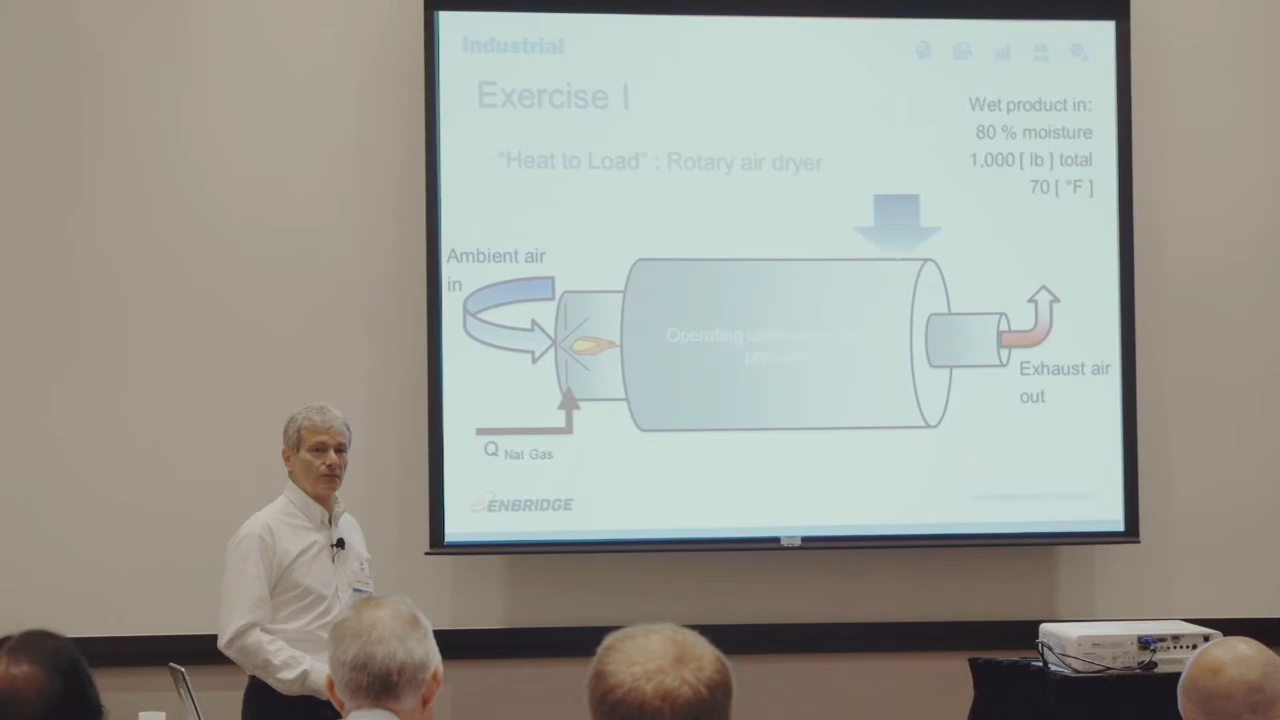 Industrial
Exercise I
Wet product in:
80 % moisture
1,000 [ lb ] total
70 [ °F ]
"Heat to Load" : Rotary air dryer
Ambient air
in
Operating
Exhaust air
out
Q Nat Gas
ENBRIDGE